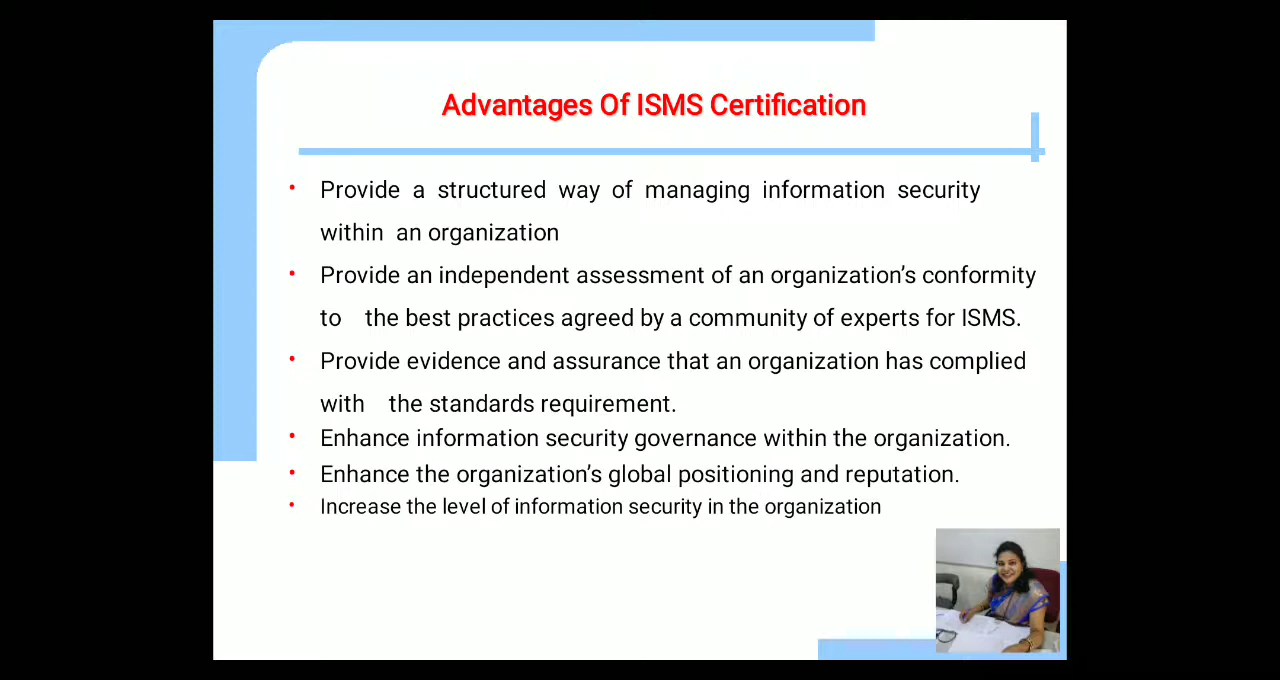 Advantages Of ISMS Certification
• Provide a structured way of managing information security
within an organization
• Provide an independent assessment of an organization’s conformity
to the best practices agreed by a community of experts for ISMS.
• Provide evidence and assurance that an organization has complied
with the standards requirement.
• Enhance information security governance within the organization.
• Enhance the organization’s global positioning and reputation.
• Increase the level of information security in the organization